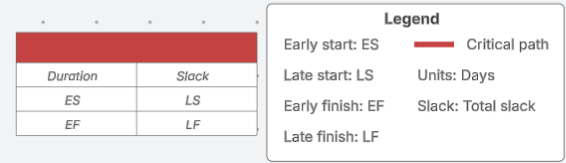 Duration Slack
ES LS
EF LF
Legend
Early start: ES Critical path
Late start: LS Units: Days
Early finish: EF Slack: Total slack
Late finish: LF